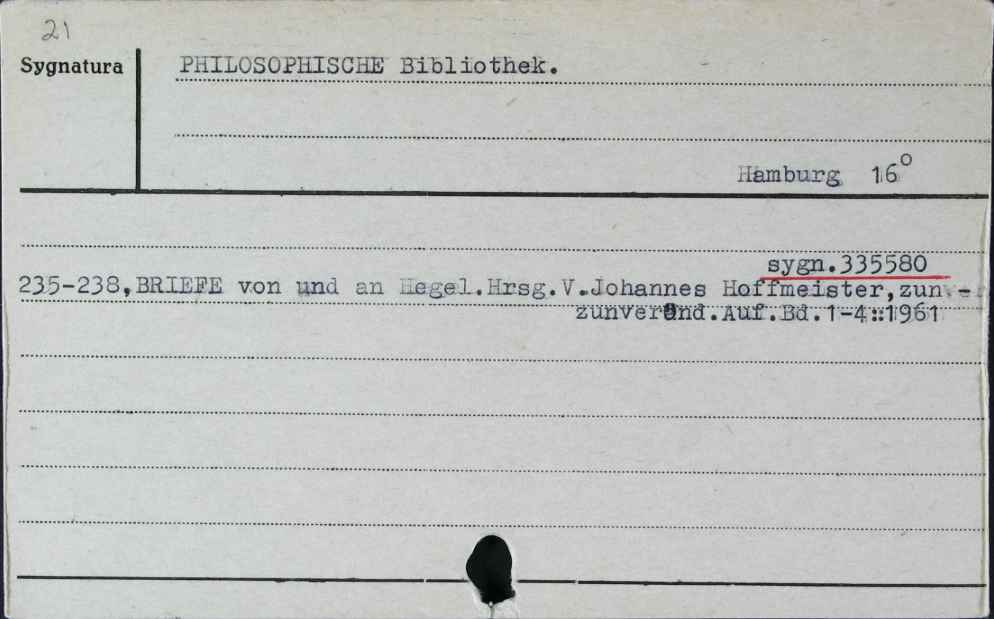 21
Sygnatura
PHILOSOPHISCHE Bibliothek.
Hamburg 16°
sygn.335580
235-238,BRIEFE von und an Hegel.Hrsg.V.Johannes Hoffmeister,zun-
zunveränd.Auf.Bd.1-4::1961